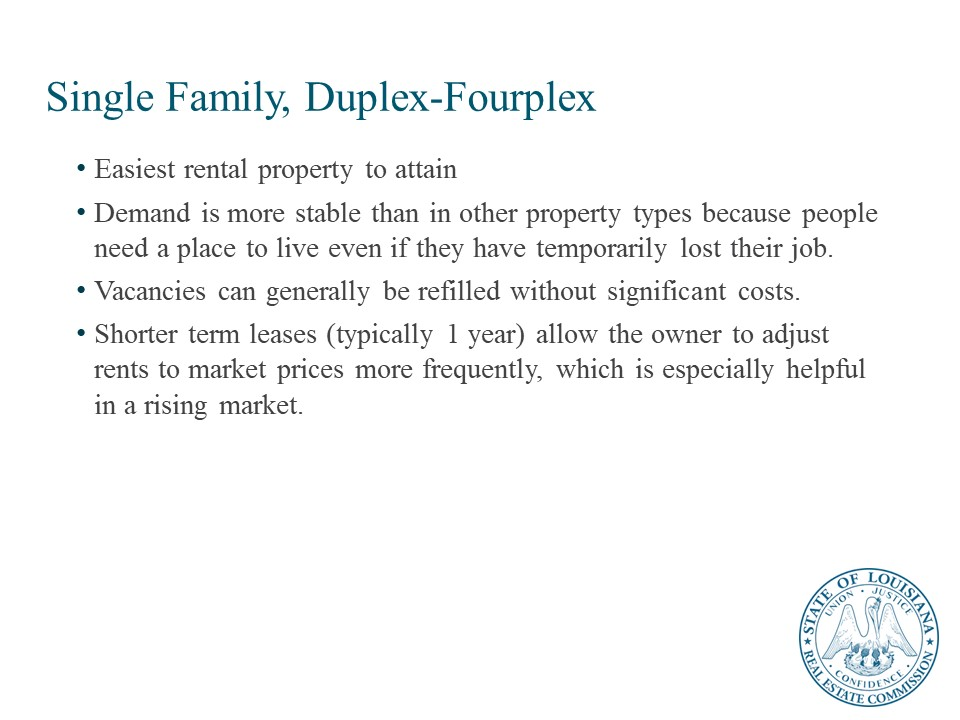 Single Family, Duplex-Fourplex
• Easiest rental property to attain
• Demand is more stable than in other property types because people
need a place to live even if they have temporarily lost their job.
• Vacancies can generally be refilled without significant costs.
• Shorter term leases (typically 1 year) allow the owner to adjust
rents to market prices more frequently, which is especially helpful
in a rising market.
STATE OF LOUISIANA
UNION · JUSTICE
· CONFIDENCE ·
REAL ESTATE COMMISSION